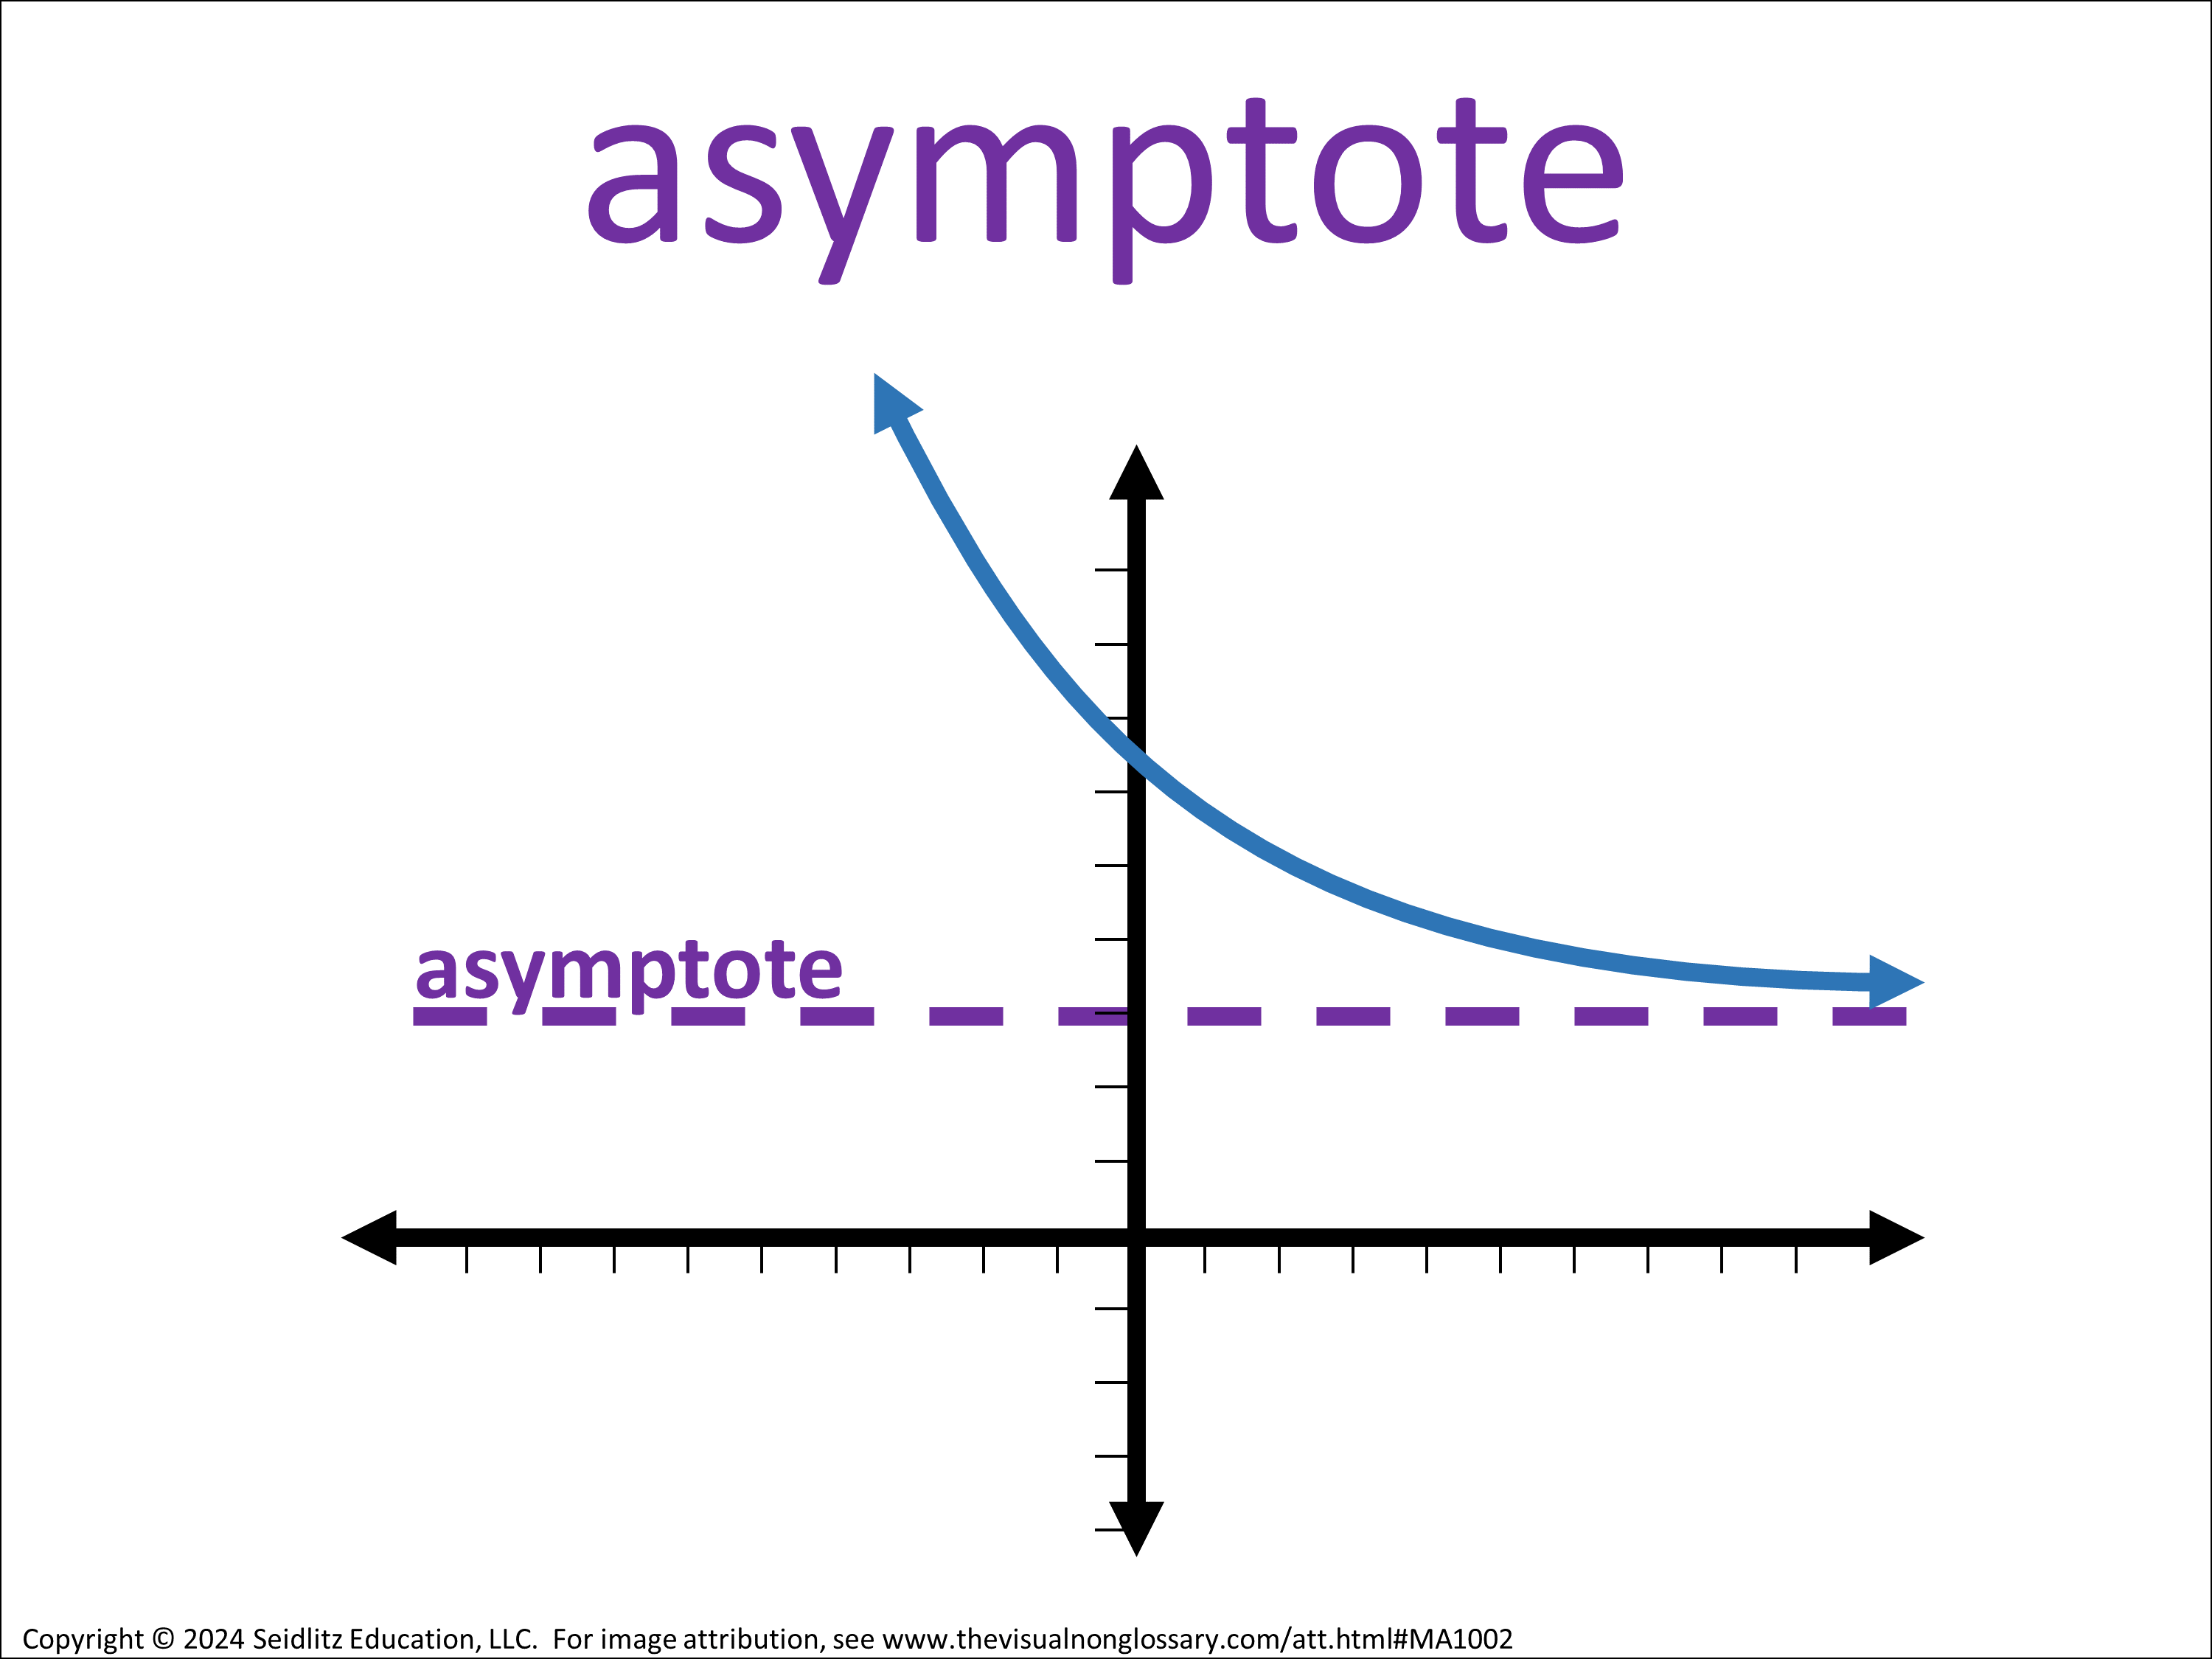 asymptote
asymptote
Copyright © 2024 Seidlitz Education, LLC.  For image attribution, see www.thevisualnonglossary.com/att.html#MA1002